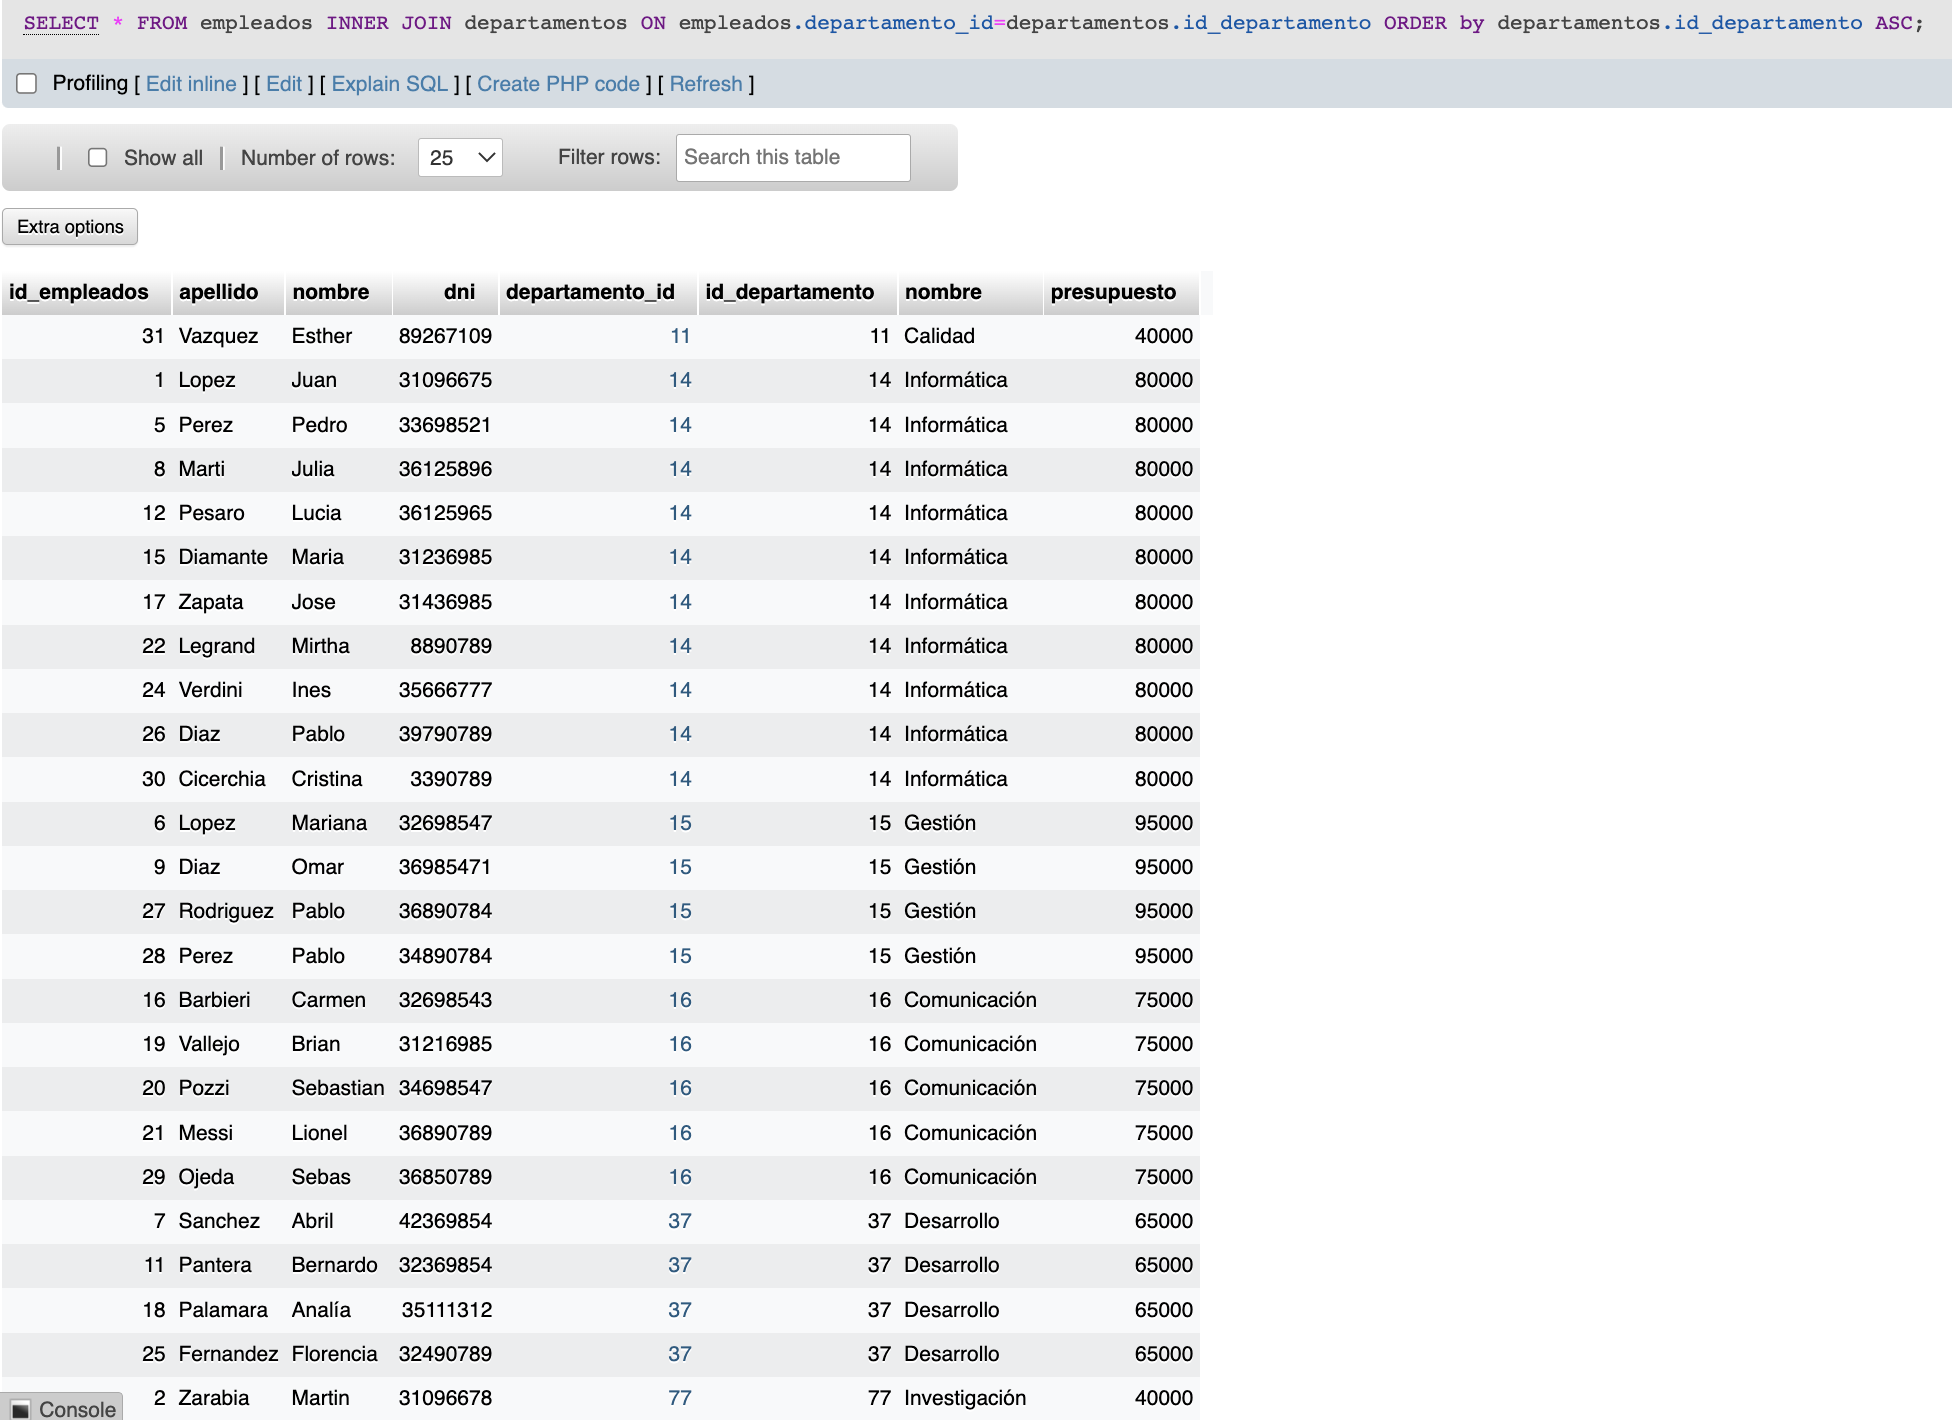 SELECT * FROM empleados INNER JOIN departamentos ON empleados.departamento_id=departamentos.id_departamento ORDER by departamentos.id_departamento ASC;
Profiling [ Edit inline ] [ Edit ] [ Explain SQL ] [ Create PHP code ] [ Refresh ]
| Show all | Number of rows: 25 Filter rows: Search this table
Extra options
id_empleados apellido nombre dni departamento_id id_departamento nombre presupuesto
31 Vazquez Esther 89267109 11 11 Calidad 40000
1 Lopez Juan 31096675 14 14 Informática 80000
5 Perez Pedro 33698521 14 14 Informática 80000
8 Marti Julia 36125896 14 14 Informática 80000
12 Pesaro Lucia 36125965 14 14 Informática 80000
15 Diamante Maria 31236985 14 14 Informática 80000
17 Zapata Jose 31436985 14 14 Informática 80000
22 Legrand Mirtha 8890789 14 14 Informática 80000
24 Verdini Ines 35666777 14 14 Informática 80000
26 Diaz Pablo 39790789 14 14 Informática 80000
30 Cicerchia Cristina 3390789 14 14 Informática 80000
6 Lopez Mariana 32698547 15 15 Gestión 95000
9 Diaz Omar 36985471 15 15 Gestión 95000
27 Rodriguez Pablo 36890784 15 15 Gestión 95000
28 Perez Pablo 34890784 15 15 Gestión 95000
16 Barbieri Carmen 32698543 16 16 Comunicación 75000
19 Vallejo Brian 31216985 16 16 Comunicación 75000
20 Pozzi Sebastian 34698547 16 16 Comunicación 75000
21 Messi Lionel 36890789 16 16 Comunicación 75000
29 Ojeda Sebas 36850789 16 16 Comunicación 75000
7 Sanchez Abril 42369854 37 37 Desarrollo 65000
11 Pantera Bernardo 32369854 37 37 Desarrollo 65000
18 Palamara Analía 35111312 37 37 Desarrollo 65000
25 Fernandez Florencia 32490789 37 37 Desarrollo 65000
2 Zarabia Martin 31096678 77 77 Investigación 40000
Console